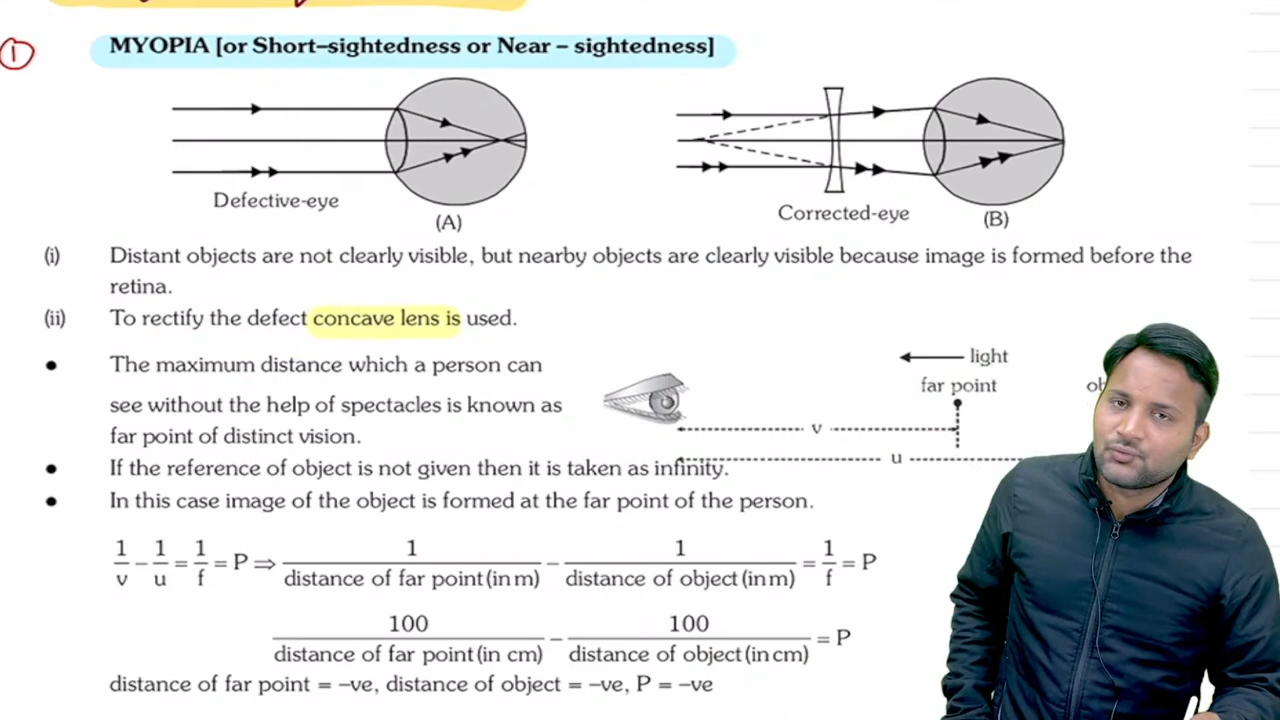 ①
MYOPIA [or Short–sightedness or Near – sightedness]
Defective-eye
(A)
Corrected-eye
(B)
(i) Distant objects are not clearly visible, but nearby objects are clearly visible because image is formed before the
retina.
(ii) To rectify the defect concave lens is used.
• The maximum distance which a person can
see without the help of spectacles is known as
far point of distinct vision.
light
far point
v
u
• If the reference of object is not given then it is taken as infinity.
• In this case image of the object is formed at the far point of the person.
1/v − 1/u = 1/f = P ⇒ 1/distance of far point (in m) − 1/distance of object (in m) = 1/f = P
100/distance of far point (in cm) − 100/distance of object (in cm) = P
distance of far point = –ve, distance of object = –ve, P = –ve